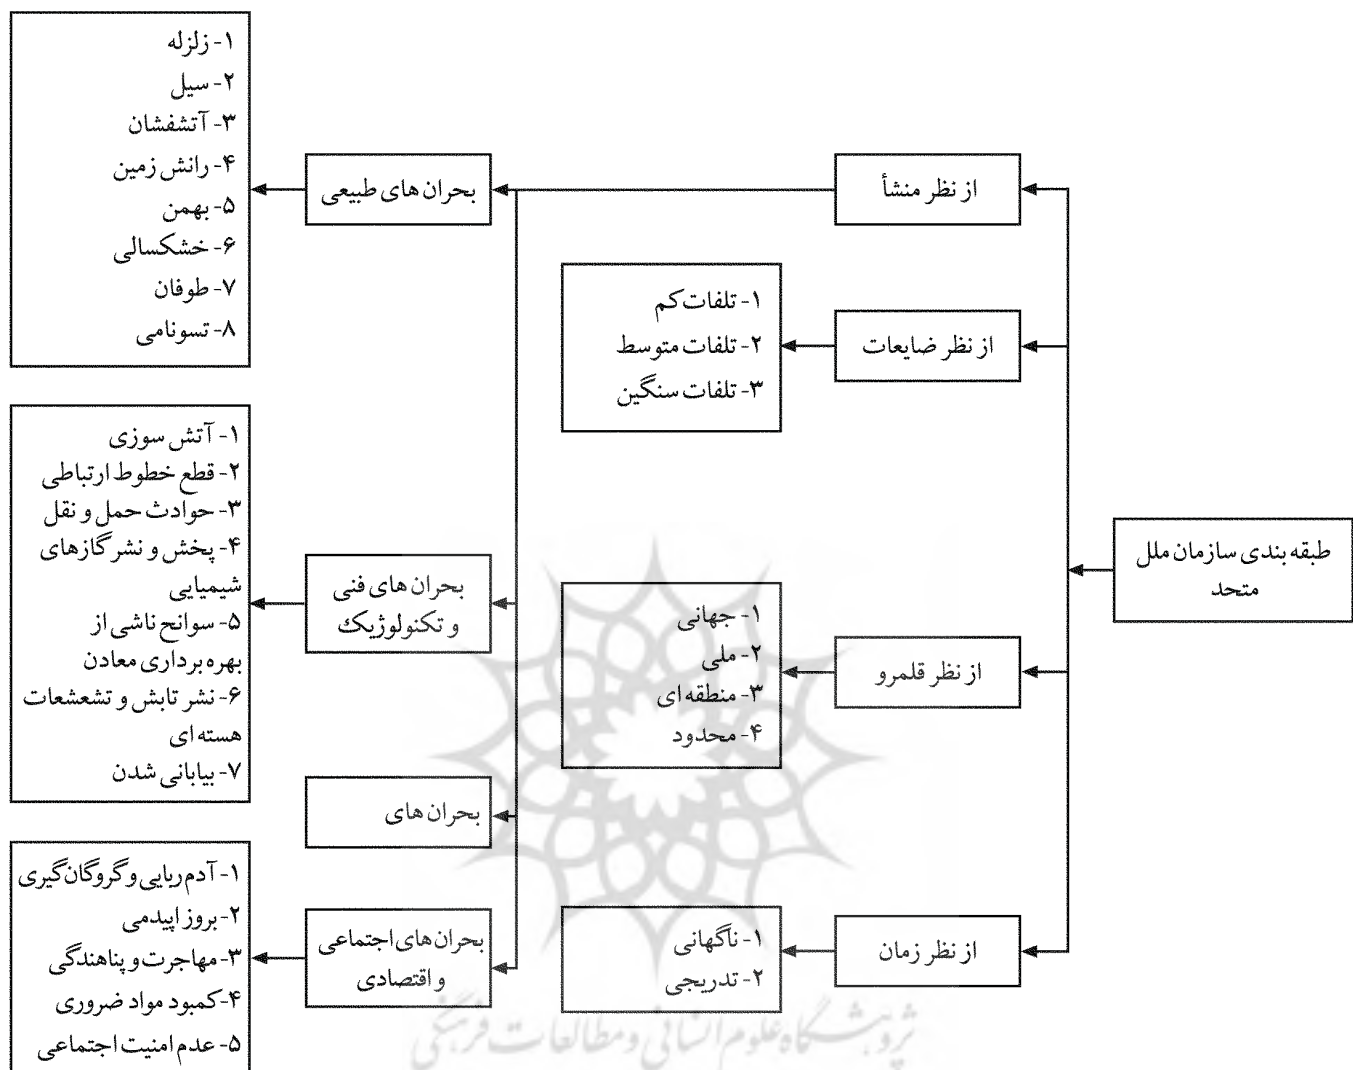 طبقه بندی سازمان ملل
متحد
از نظر منشأ
از نظر ضایعات
از نظر قلمرو
از نظر زمان
۱- تلفات کم
۲- تلفات متوسط
۳- تلفات سنگین
۱- جهانی
۲- ملی
۳- منطقه ای
۴- محدود
۱- ناگهانی
۲- تدریجی
بحران های طبیعی
بحران های فنی
و تکنولوژیک
بحران های
بحران های اجتماعی
و اقتصادی
۱- زلزله
۲- سیل
۳- آتشفشان
۴- رانش زمین
۵- بهمن
۶- خشکسالی
۷- طوفان
۸- تسونامی
۱- آتش سوزی
۲- قطع خطوط ارتباطی
۳- حوادث حمل و نقل
۴- پخش و نشر گازهای
شیمیایی
۵- سوانح ناشی از
بهره برداری معادن
۶- نشر تابش و تشعشعات
هسته ای
۷- بیابانی شدن
۱- آدم ربایی و گروگان گیری
۲- بروز اپیدمی
۳- مهاجرت و پناهندگی
۴- کمبود مواد ضروری
۵- عدم امنیت اجتماعی
پژوهشگاه علوم انسانی و مطالعات فرهنگی